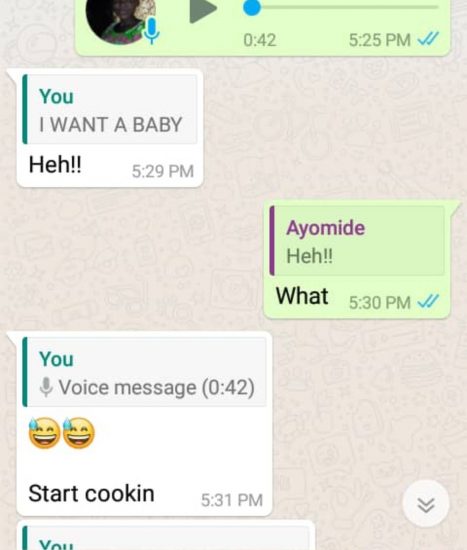 0:42 5:25 PM
You
I WANT A BABY
Heh!! 5:29 PM
Ayomide
Heh!!
What 5:30 PM
You
Voice message (0:42)
😅😅
Start cookin 5:31 PM
You